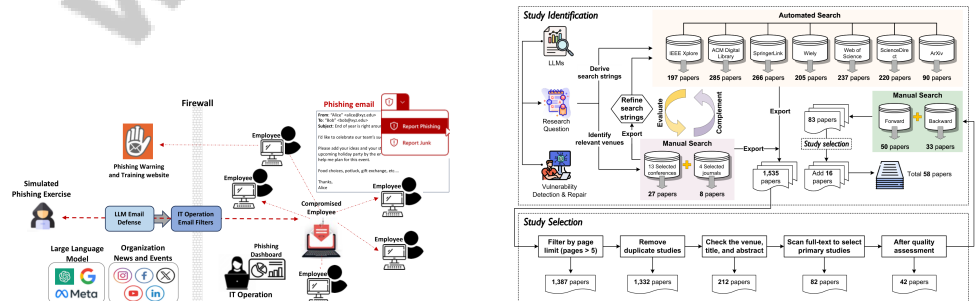 Firewall
Phishing Warning
and Training website
Simulated
Phishing Exercise
LLM Email
Defense
IT Operation
Email Filters
Large Language
Model
Meta
Organization
News and Events
Employee
Employee
Phishing email
From: "Alice" <alice@xyz.edu>
To: "Bob" <bob@xyz.edu>
Subject: End of year right around
I'd like to celebrate our team's
Please add your ideas and your
upcoming holiday party by the
help me plan for this event.
Food choices, potluck, gift exchange, etc...
Thanks,
Alice
Report Phishing
Report Junk
Compromised
Employee
Employee
Employee
Employee
Phishing
Dashboard
IT Operation
Study Identification
LLMs
Research
Question
Vulnerability
Detection & Repair
Derive
search strings
Identify
relevant venues
Refine
search
strings
Export
Automated Search
IEEE Xplore
197 papers
ACM Digital
Library
285 papers
SpringerLink
266 papers
Wiely
205 papers
Web of
Science
237 papers
ScienceDire
ct
220 papers
ArXiv
90 papers
Evaluate
Complement
Manual Search
13 Selected
conferences
27 papers
4 Selected
journals
8 papers
Export
Export
1,535
papers
Manual Search
Forward
50 papers
Backward
33 papers
83 papers
Study selection
Add 16
papers
Total 58 papers
Study Selection
Filter by page
limit (pages > 5)
1,387 papers
Remove
duplicate studies
1,332 papers
Check the venue,
title, and abstract
212 papers
Scan full-text to select
primary studies
82 papers
After quality
assessment
42 papers